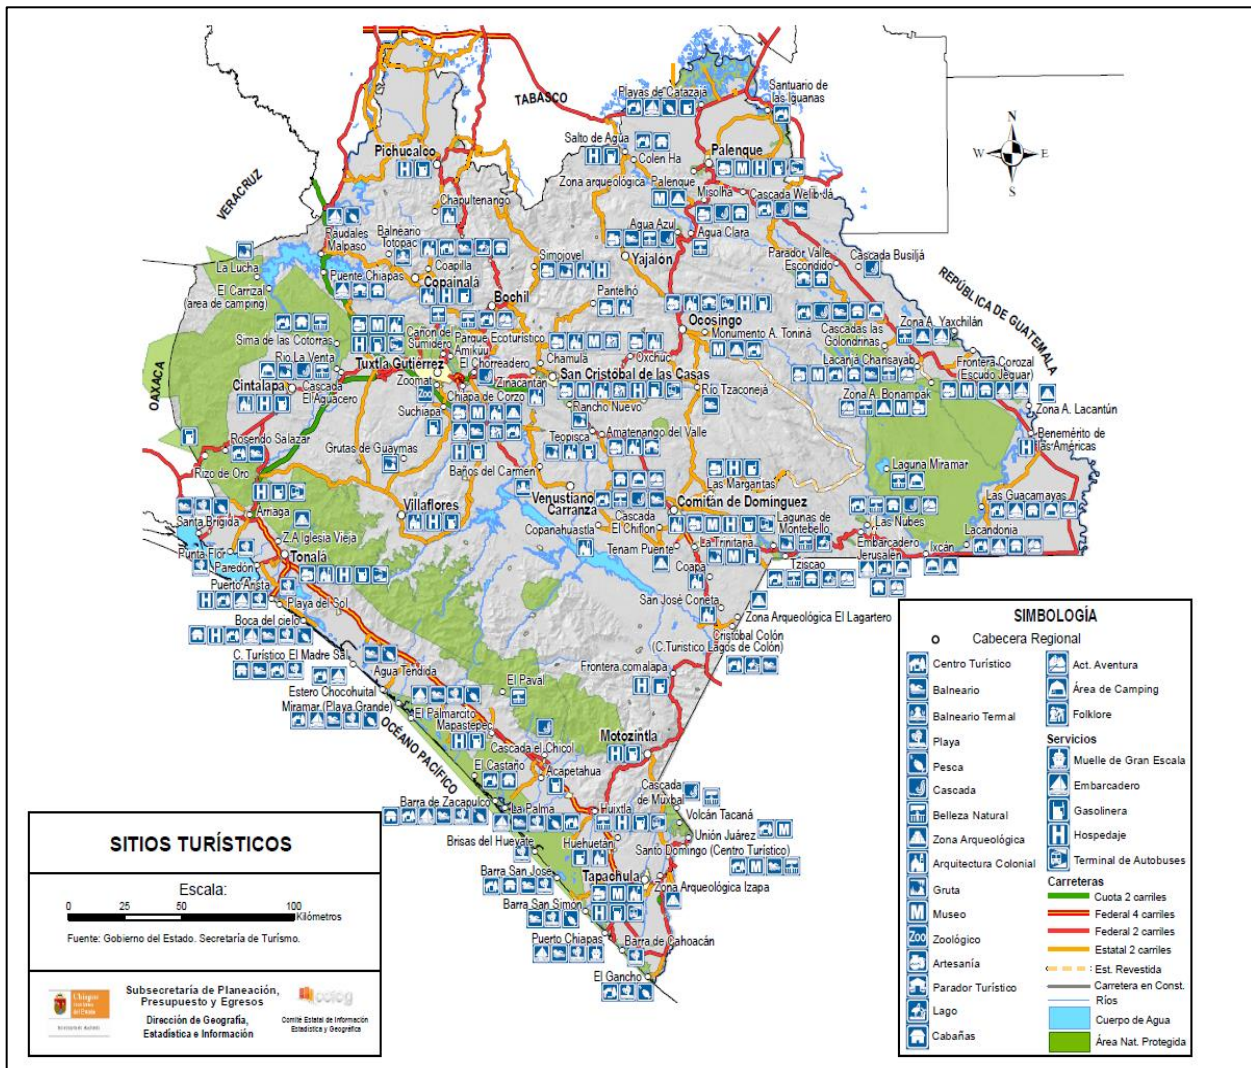 TABASCO
Playas de Catazajá
Santuario de
las Iguanas
Pichucalco
Salto de Agua
Colen Ha
Palenque
VERACRUZ
Zona arqueológica
Palenque
Misolha
Cascada Welib-Já
Chapultenango
Raudales
Malpaso
Balneario
Totopac
Agua Azul
Agua Clara
Parador Valle
Escondido
Cascada Busiljá
La Lucha
Coapilla
Simojovel
Yajalón
Puente Chiapas
Copainalá
REPÚBLICA DE GUATEMALA
El Carrizal
(area de camping)
Bochil
Pantelhó
Ocosingo
Monumento A. Toniná
Cascadas las
Golondrinas
Zona A. Yaxchilán
Sima de las Cotorras
Cañon del
Sumidero
Parque Ecoturístico
Amikúu
El Chorreadero
Chamula
Oxchuc
Lacanja Chansayab
Frontera Corozal
Escudo Jeguar)
OAXACA
Rio La Venta
Tuxtla Gutiérrez
Zinacantán
San Cristóbal de las Casas
Cintalapa
Cascada
El Aguacero
Zoomat
Zoo
Suchiapa
Chiapa de Corzo
Rancho Nuevo
Río Tzaconejá
Zona A. Bonampak
Zona A. Lacantún
Rosendo Salazar
Grutas de Guaymas
Teopisca
Amatenango del Valle
Benemérito de
las Américas
Rizo de Oro
Baños del Carmen
Las Margaritas
Laguna Miramar
Arriaga
Villaflores
Venustiano
Carranza
Comitán de Domínguez
Las Guacamayas
Santa Brigida
Cascada
El Chiflón
Copanahuastla
Lagunas de
Montebello
Las Nubes
Lacandonia
Z.A. Iglesia Vieja
Punta Flor
Tonalá
Tenam Puente
La Trinitaria
Embarcadero
Jerusalén
Ixcán
Paredón
Coapa
Tziscao
Puerto Arista
Playa del Sol
San José Coneta
Zona Arqueológica El Lagartero
Boca del cielo
Cristóbal Colón
(C.Turistico Lagos de Colón)
C. Turístico El Madre Sal
Agua Tendida
Frontera comalapa
Estero Chocohuital
Miramar (Playa Grande)
El Paval
El Palmarcito
OCÉANO PACÍFICO
Mapastepec
Cascada el Chicol
Motozintla
El Castaño
Acapetahua
Cascada
de Muxbal
Barra de Zacapulco
La Palma
Huixtla
Volcán Tacaná
Unión Juárez
Brisas del Hueyate
Huehuetán
Santo Domingo (Centro Turístico)
Barra San José
Tapachula
Zona Arqueológica Izapa
Barra San Simon
Puerto Chiapas
Barra de Cahoacán
El Gancho
N
W
E
S
SITIOS TURÍSTICOS
Escala:
0 25 50 100
Kilómetros
Fuente: Gobierno del Estado. Secretaría de Turísmo.
Subsecretaría de Planeación,
Presupuesto y Egresos
Dirección de Geografía,
Estadística e Información
Comité Estatal de Información
Estadística y Geográfica
SIMBOLOGÍA
Cabecera Regional
Centro Turístico
Balneario
Balneario Termal
Playa
Pesca
Cascada
Belleza Natural
Zona Arqueológica
Arquitectura Colonial
Gruta
M Museo
Zoo Zoológico
Artesanía
Parador Turístico
Lago
Cabañas
Act. Aventura
Área de Camping
Folklore
Servicios
Muelle de Gran Escala
Embarcadero
Gasolinera
H Hospedaje
Terminal de Autobuses
Carreteras
Cuota 2 carriles
Federal 4 carriles
Federal 2 carriles
Estatal 2 carriles
Est. Revestida
Carretera en Const.
Ríos
Cuerpo de Agua
Área Nat. Protegida